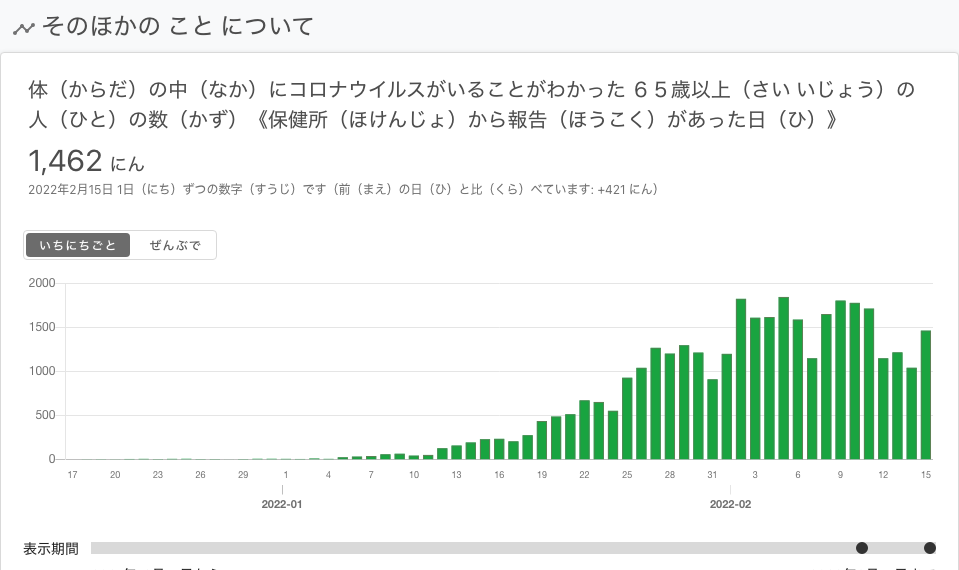 そのほかの こと について
体（からだ）の中（なか）にコロナウイルスがいることがわかった ６５歳以上（さい いじょう）の
人（ひと）の数（かず）《保健所（ほけんじょ）から報告（ほうこく）があった日（ひ）》
1,462 にん
2022年2月15日 1日（にち）ずつの数字（すうじ）です（前（まえ）の日（ひ）と比（くら）べています: +421 にん）
いちにちごと ぜんぶで
2000
1500
1000
500
0
17 20 23 26 29 1 4 7 10 13 16 19 22 25 28 31 3 6 9 12 15
2022-01 2022-02
表示期間